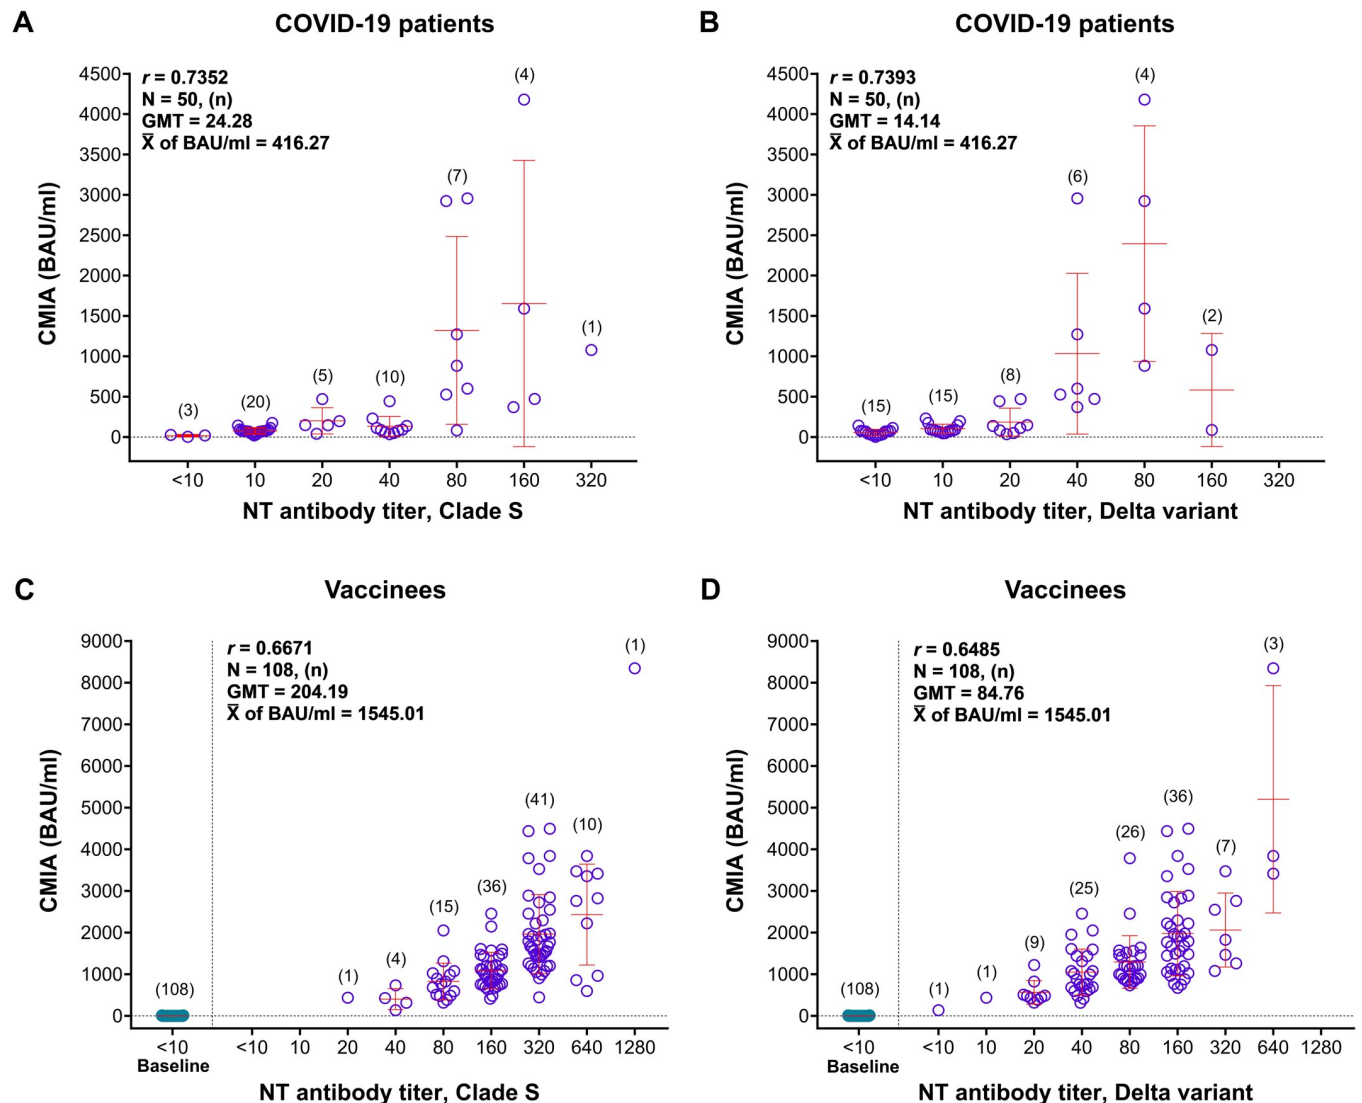 A
COVID-19 patients
r = 0.7352
N = 50, (n)
GMT = 24.28
X̅ of BAU/ml = 416.27
CMIA (BAU/ml)
4500
4000
3500
3000
2500
2000
1500
1000
500
0
(3)
(20)
(5)
(10)
(7)
(4)
(1)
<10 10 20 40 80 160 320
NT antibody titer, Clade S
B
COVID-19 patients
r = 0.7393
N = 50, (n)
GMT = 14.14
X̅ of BAU/ml = 416.27
CMIA (BAU/ml)
4500
4000
3500
3000
2500
2000
1500
1000
500
0
(15)
(15)
(8)
(6)
(4)
(2)
<10 10 20 40 80 160 320
NT antibody titer, Delta variant
C
Vaccinees
r = 0.6671
N = 108, (n)
GMT = 204.19
X̅ of BAU/ml = 1545.01
CMIA (BAU/ml)
9000
8000
7000
6000
5000
4000
3000
2000
1000
0
(108)
(1)
(4)
(15)
(36)
(41)
(10)
(1)
<10 <10 10 20 40 80 160 320 640 1280
Baseline
NT antibody titer, Clade S
D
Vaccinees
r = 0.6485
N = 108, (n)
GMT = 84.76
X̅ of BAU/ml = 1545.01
CMIA (BAU/ml)
9000
8000
7000
6000
5000
4000
3000
2000
1000
0
(108)
(1)
(1)
(9)
(25)
(26)
(36)
(7)
(3)
<10 <10 10 20 40 80 160 320 640 1280
Baseline
NT antibody titer, Delta variant